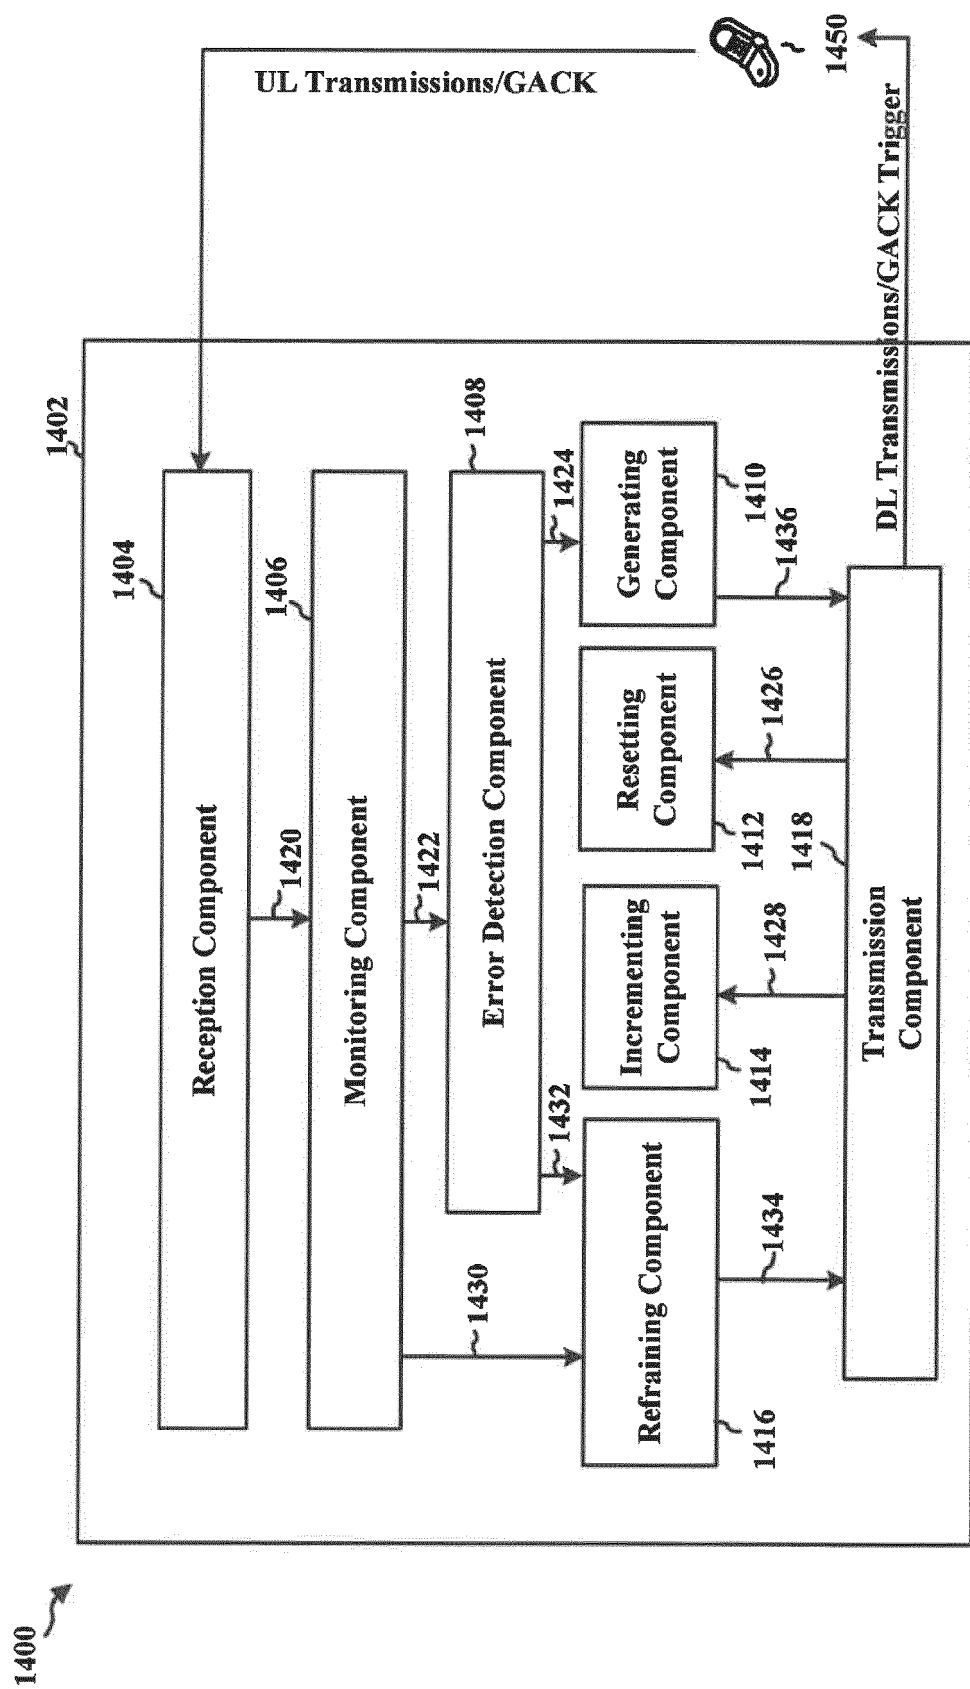 1400
1402
1404
Reception Component
UL Transmissions/GACK
1420
1406
Monitoring Component
1422
1408
Error Detection Component
1430
1432
1424
Refraining Component
1416
Incrementing
Component
1414
Resetting
Component
1412
Generating
Component
1410
1434
1428
1426
1436
1418
Transmission
Component
DL Transmissions/GACK Trigger
1450